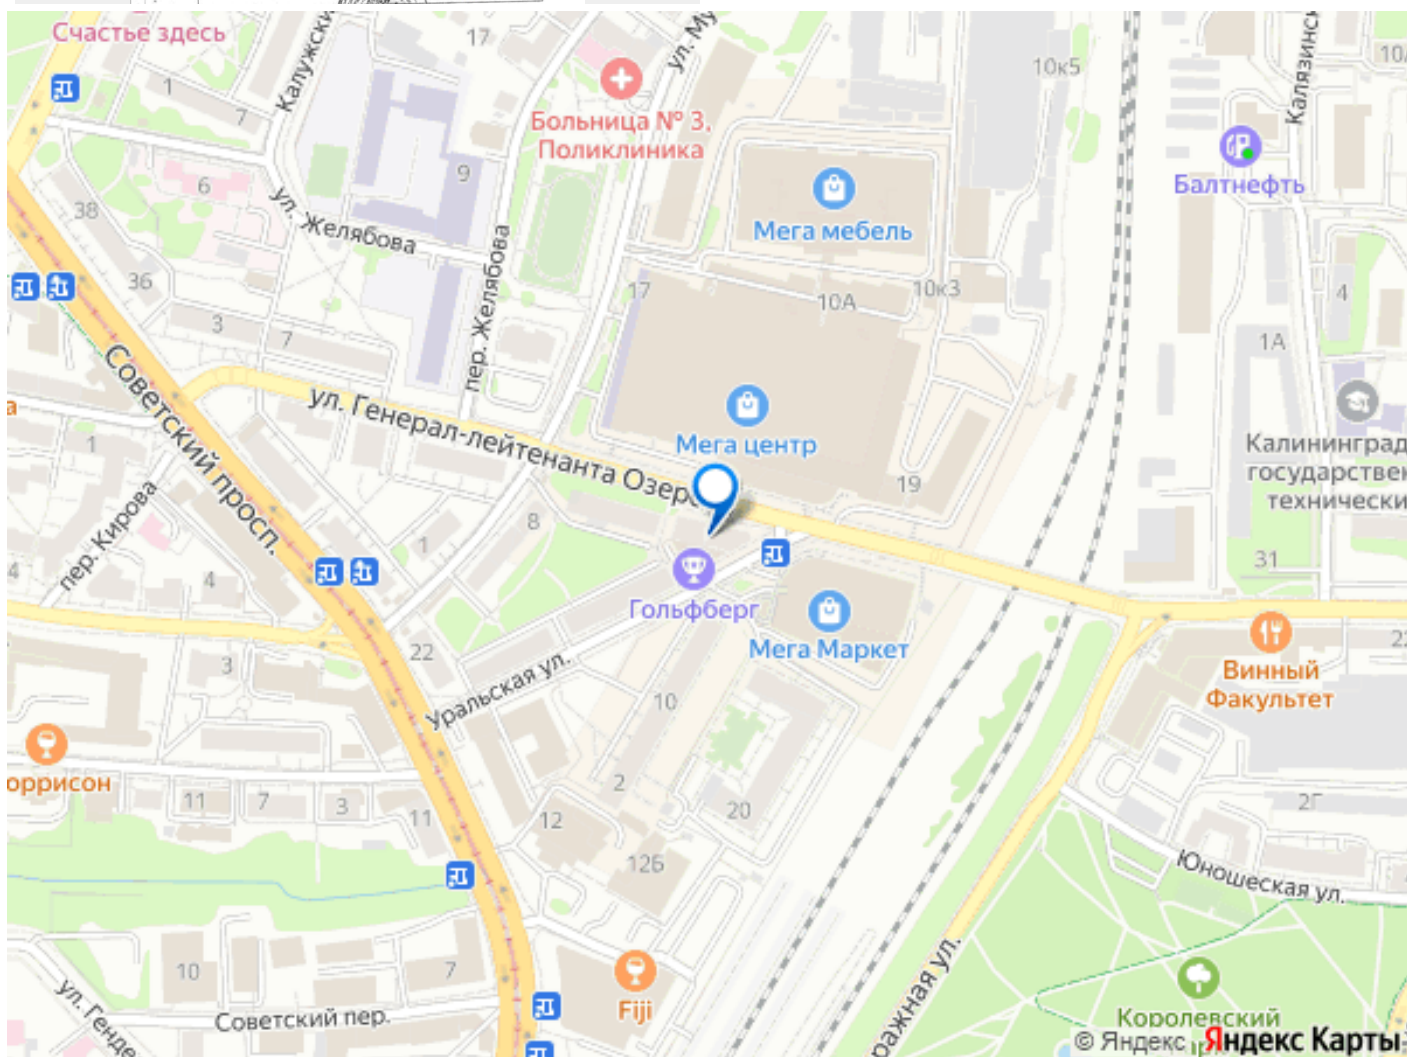 Счастье здесь
17
Калужски
ул. Му
10к5
Калязинск
10
1
7
Больница № 3,
Поликлиника
Балтнефть
9
6
38
ул. Желябова
Мега мебель
пер. Желябова
36
17
10А
10к3
4
3
7
1А
Советский просп.
ул. Генерал-лейтенанта Озер
Мега центр
а
1
Калининград
государствен
технически
19
пер. Кирова
8
1
31
4
4
Гольфберг
Мега Маркет
22
3
22
Винный
Факультет
Уральская ул.
10
оррисон
2
11
7
3
11
12
20
2Г
12Б
Юношеская ул.
10
7
Fiji
ул. Генде
Советский пер.
ражная ул.
Королевский
© Яндекс Яндекс Карты